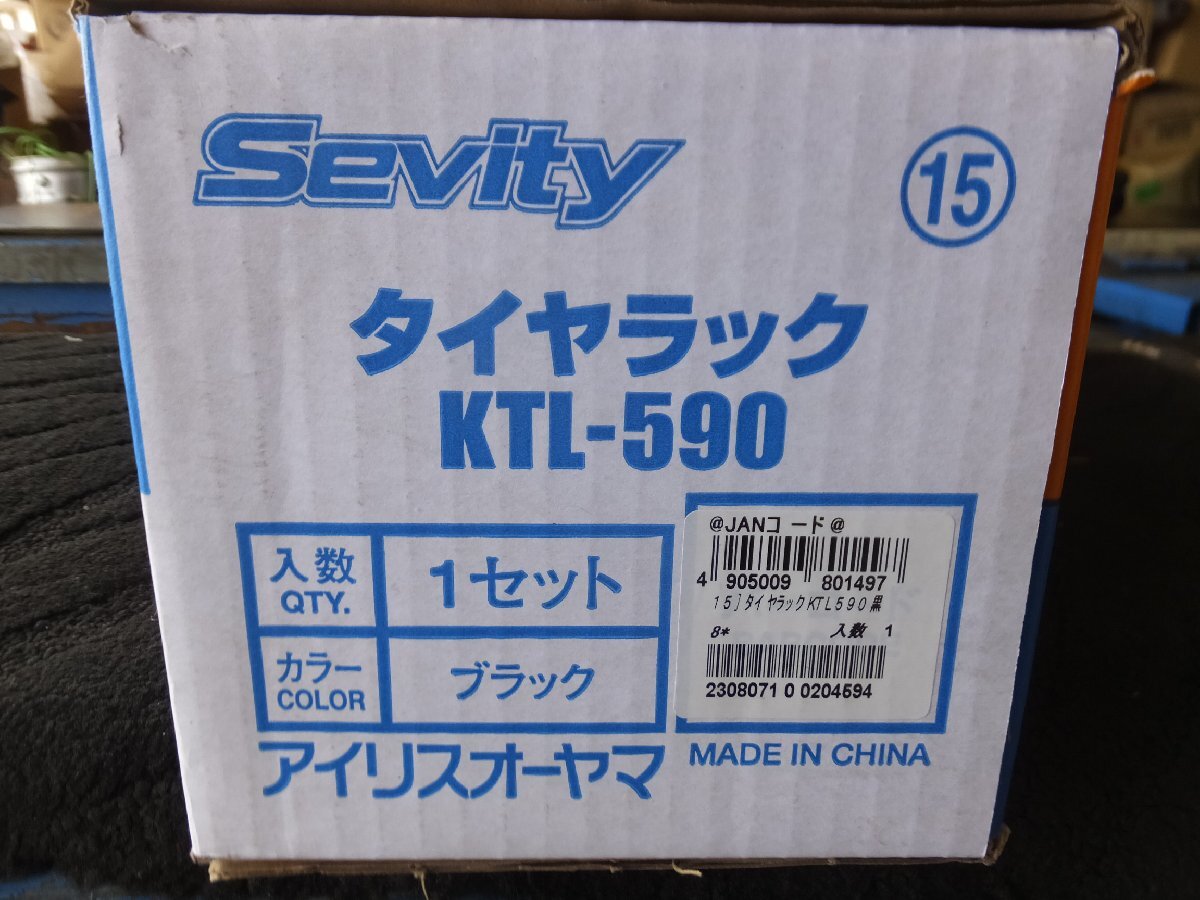 Sevity
15
タイヤラック
KTL-590
入数
QTY.
1セット
カラー
COLOR
ブラック
@JANコード@
4 905009 801497
15]タイヤラックKTL590黒
8* 入数 1
2308071 0 0204594
アイリスオーヤマ
MADE IN CHINA